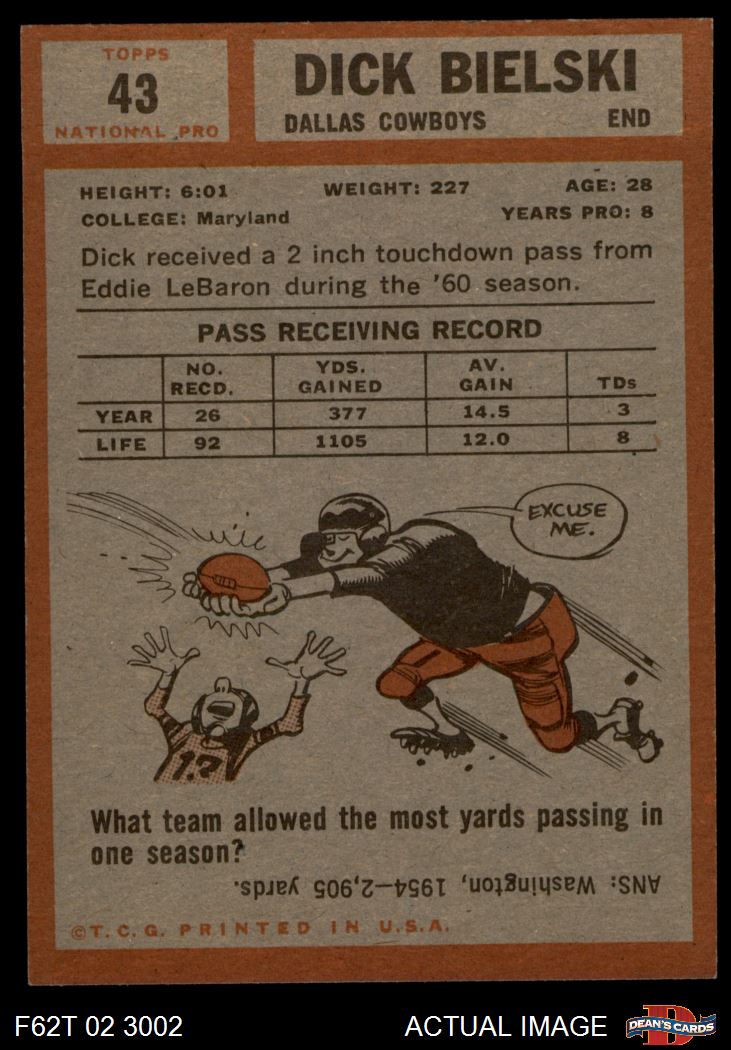 TOPPS
43
NATIONAL PRO
DICK BIELSKI
DALLAS COWBOYS END
HEIGHT: 6:01 WEIGHT: 227 AGE: 28
COLLEGE: Maryland YEARS PRO: 8
Dick received a 2 inch touchdown pass from
Eddie LeBaron during the '60 season.
PASS RECEIVING RECORD
NO. RECD. YDS. GAINED AV. GAIN TDs
YEAR 26 377 14.5 3
LIFE 92 1105 12.0 8
EXCUSE
ME.
1?
What team allowed the most yards passing in
one season?
ANS: Washington, 1954—2,905 yards.
©T.C.G. PRINTED IN U.S.A.
F62T 02 3002 ACTUAL IMAGE
D
DEAN'S CARDS